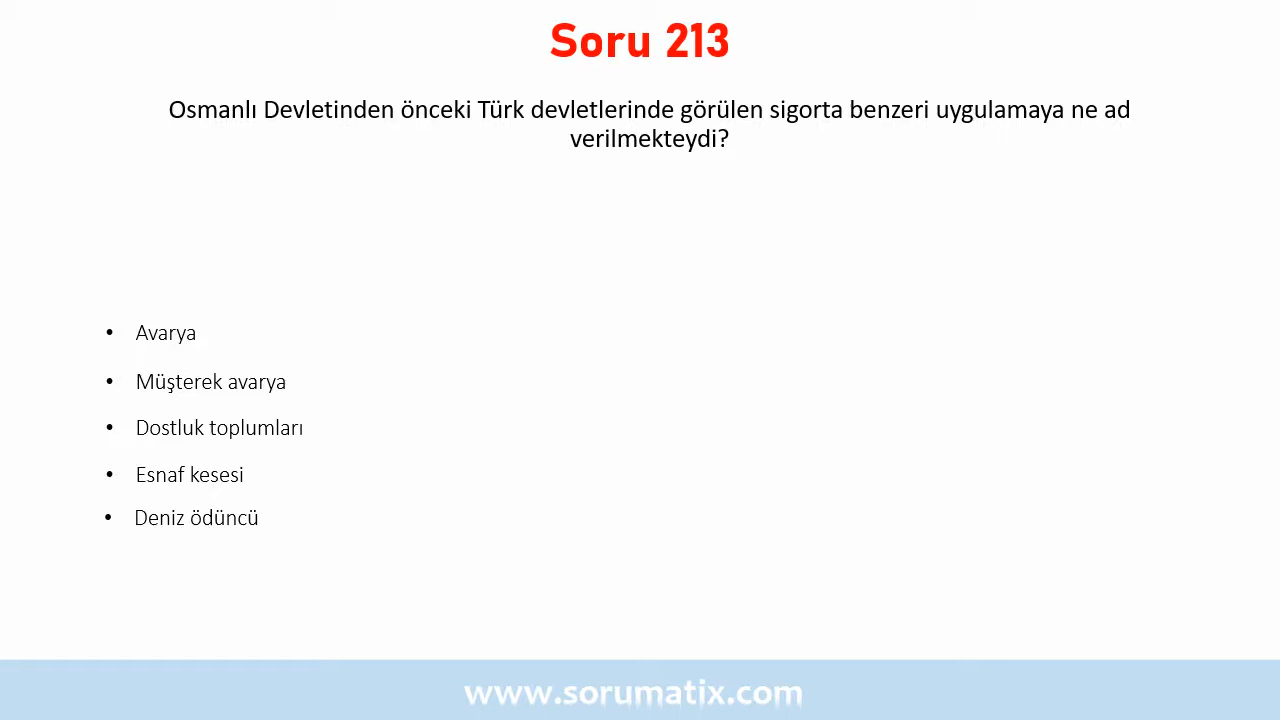 Soru 213
Osmanlı Devletinden önceki Türk devletlerinde görülen sigorta benzeri uygulamaya ne ad
verilmekteydi?
• Avarya
• Müşterek avarya
• Dostluk toplumları
• Esnaf kesesi
• Deniz ödüncü
www.sorumatix.com